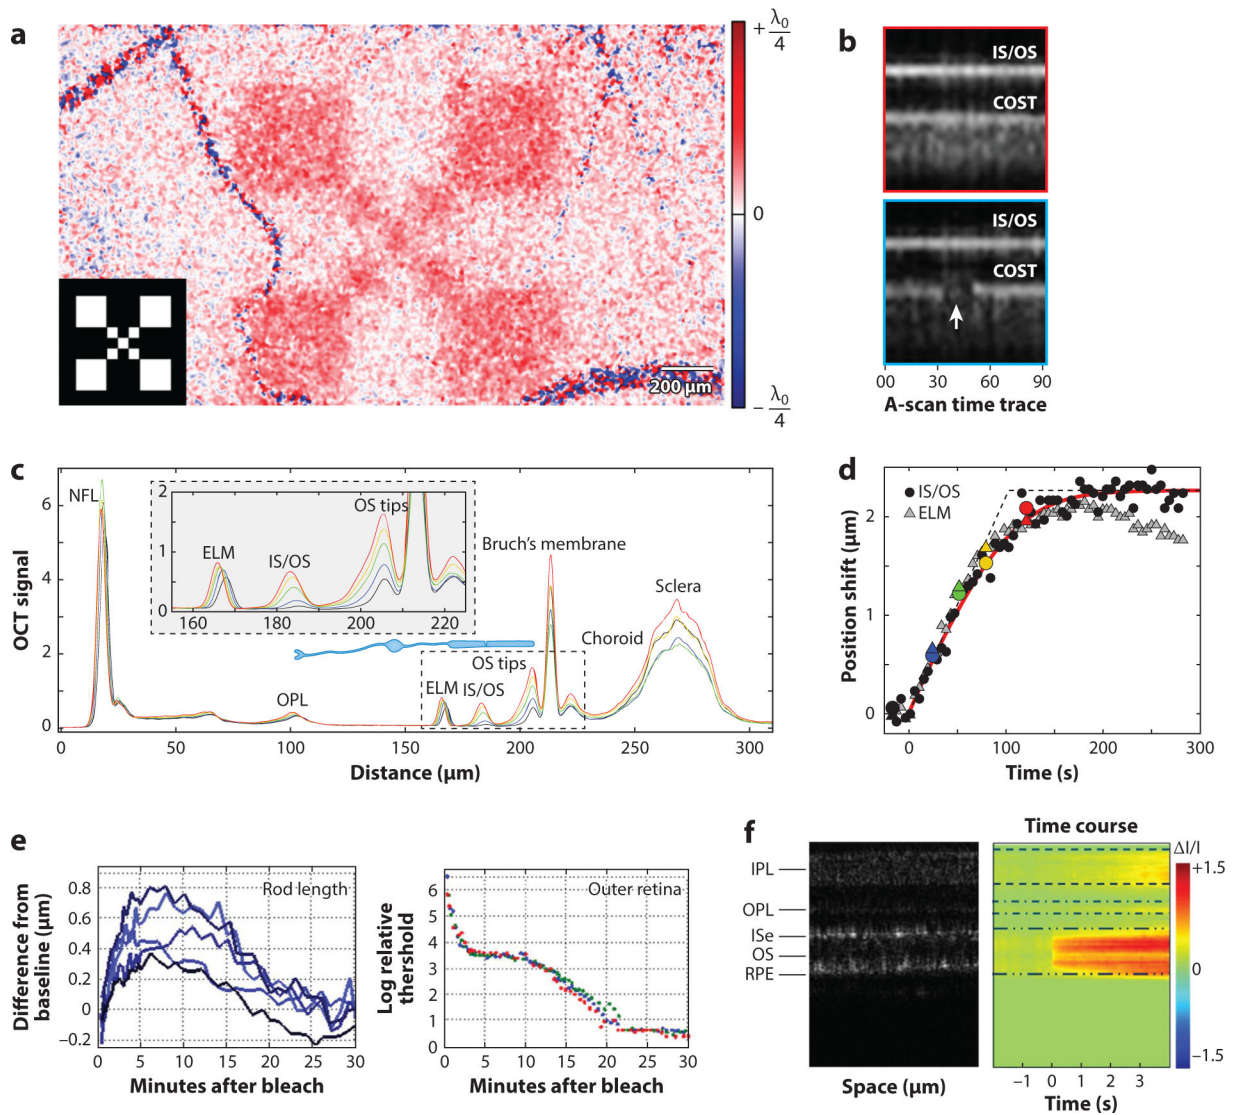 a
+ λ0/4
0
− λ0/4
200 µm
b
IS/OS
COST
IS/OS
COST
00 30 60 90
A-scan time trace
c
OCT signal
6
4
2
0
NFL
OPL
2
1
0
ELM
IS/OS
OS tips
160 180 200 220
Bruch's membrane
OS tips
ELM IS/OS
Choroid
Sclera
0 50 100 150 200 250 300
Distance (µm)
d
IS/OS
ELM
Position shift (µm)
2
1
0
0 100 200 300
Time (s)
e
Difference from
baseline (µm)
0.8
0.6
0.4
0.2
0
−0.2
Rod length
0 5 10 15 20 25 30
Minutes after bleach
Log relative
thershold
6
5
4
3
2
1
0
Outer retina
0 5 10 15 20 25 30
Minutes after bleach
f
IPL
OPL
ISe
OS
RPE
Space (µm)
Time course
ΔI/I
+1.5
0
−1.5
−1 0 1 2 3
Time (s)